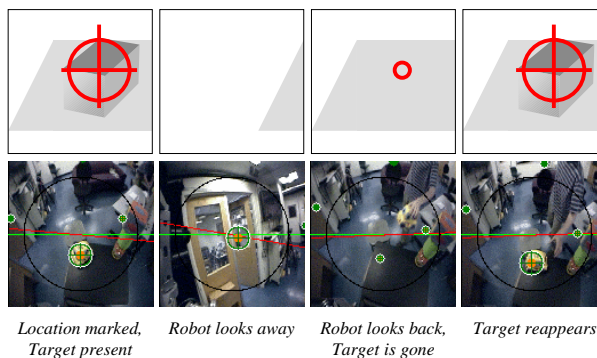 Location marked,
Target present
Robot looks away
Robot looks back,
Target is gone
Target reappears